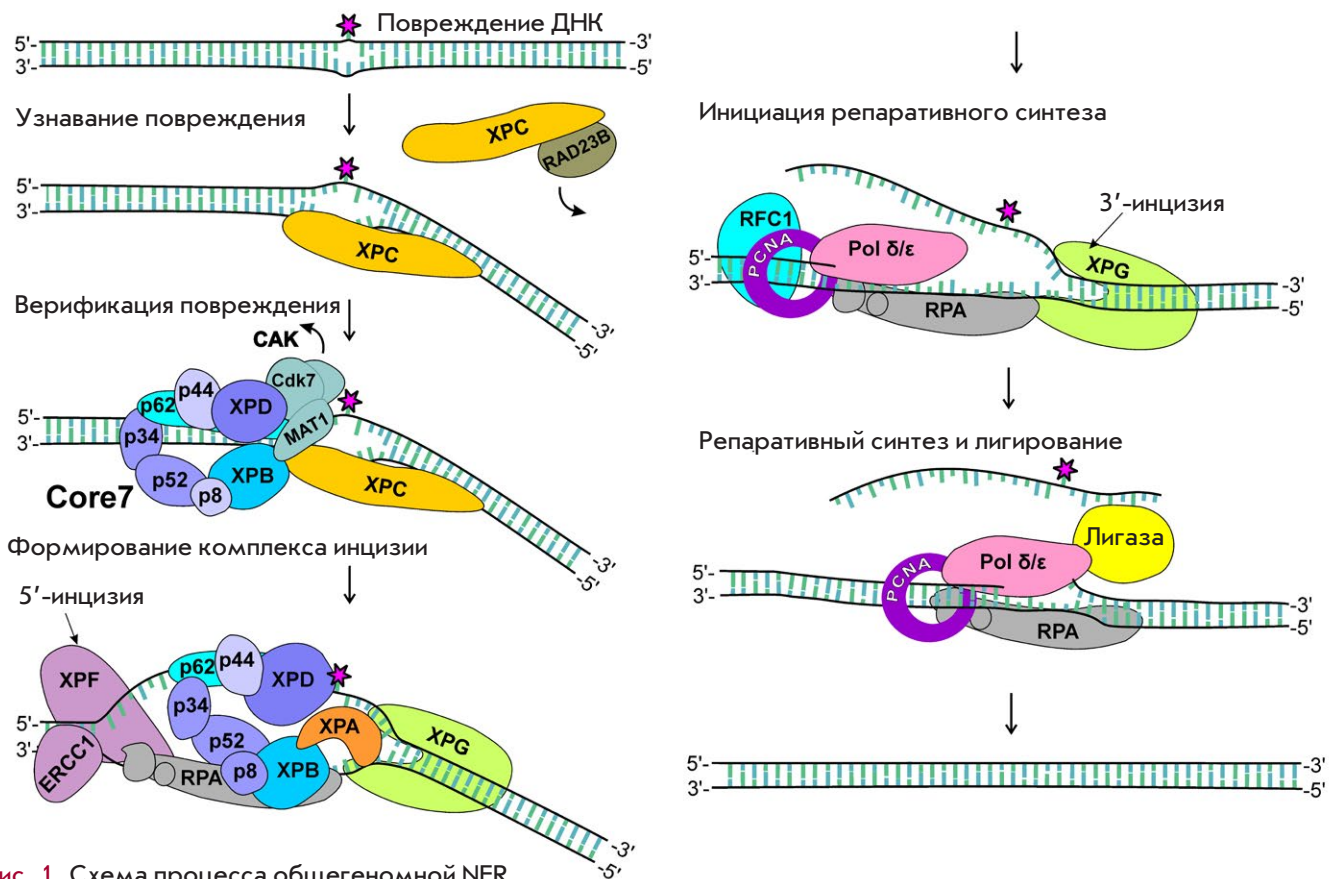 Повреждение ДНК
5'- -3'
3'- -5'
Узнавание повреждения
XPC
RAD23B
5'-
3'-
XPC
-3'
-5'
Верификация повреждения
CAK
Cdk7
p44
XPD
p62
MAT1
5'-
3'-
p34
XPB
p52
p8
XPC
Core7
-3'
-5'
Формирование комплекса инцизии
5'-инцизия
XPF
p62
p44
XPD
p34
XPA
5'-
3'-
p52
XPG
ERCC1
RPA
p8
XPB
-3'
-5'
Рис. 1. Схема процесса общегеномной NER
Инициация репаративного синтеза
3'-инцизия
RFC1
PCNA
Pol δ/ε
XPG
5'-
3'-
-3'
-5'
RPA
Репаративный синтез и лигирование
Лигаза
PCNA
Pol δ/ε
5'-
3'-
-3'
-5'
RPA
5'- -3'
3'- -5'